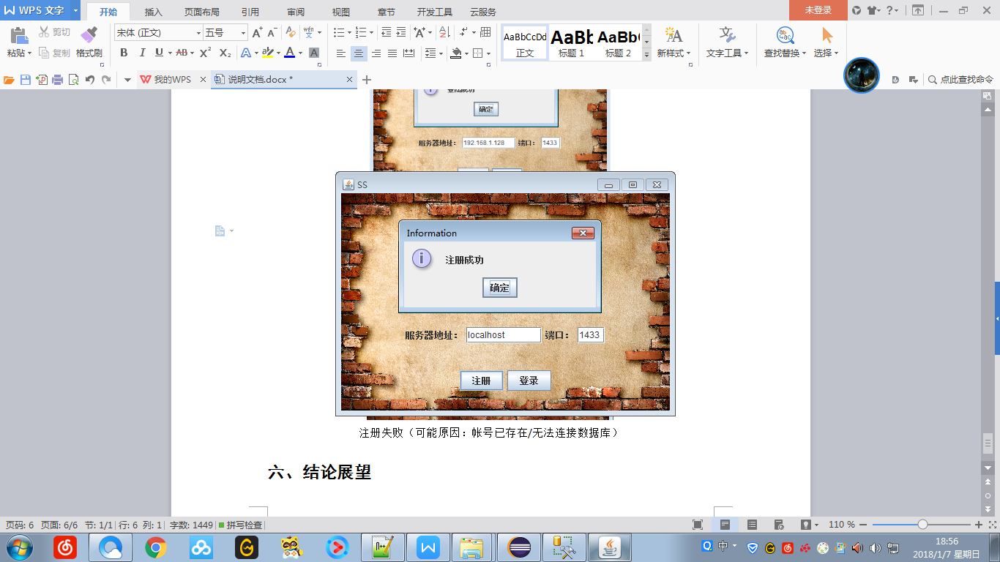 WPS 文字
开始 插入 页面布局 引用 审阅 视图 章节 开发工具 云服务
未登录
粘贴 剪切 复制 格式刷
宋体 (正文) 五号
AaBbCcDd 正文
AaBb 标题 1
AaBb( 标题 2
新样式 文字工具 查找替换 选择
我的WPS 说明文档.docx * 点此查找命令
确定
服务器地址： 192.168.1.128 端口： 1433
SS
Information
注册成功
确定
服务器地址： localhost 端口： 1433
注册 登录
注册失败（可能原因：帐号已存在/无法连接数据库）
六、结论展望
页码: 6 页面: 6/6 节: 1/1 行: 6 列: 1 字数: 1449 拼写检查 110 %
中
18:56
2018/1/7 星期日